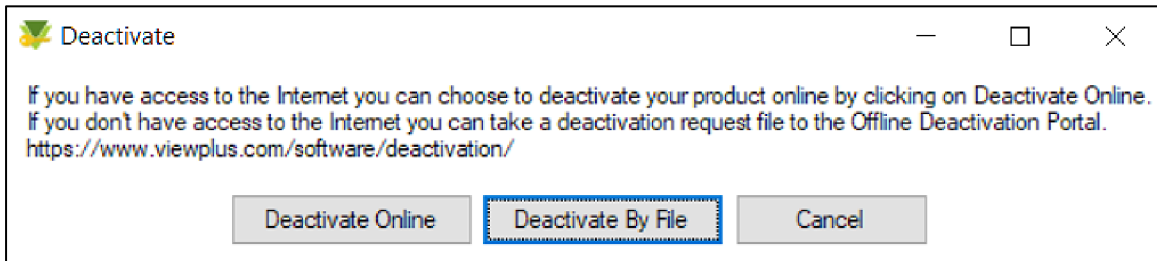 Deactivate
If you have access to the Internet you can choose to deactivate your product online by clicking on Deactivate Online.
If you don't have access to the Internet you can take a deactivation request file to the Offline Deactivation Portal.
https://www.viewplus.com/software/deactivation/
Deactivate Online Deactivate By File Cancel